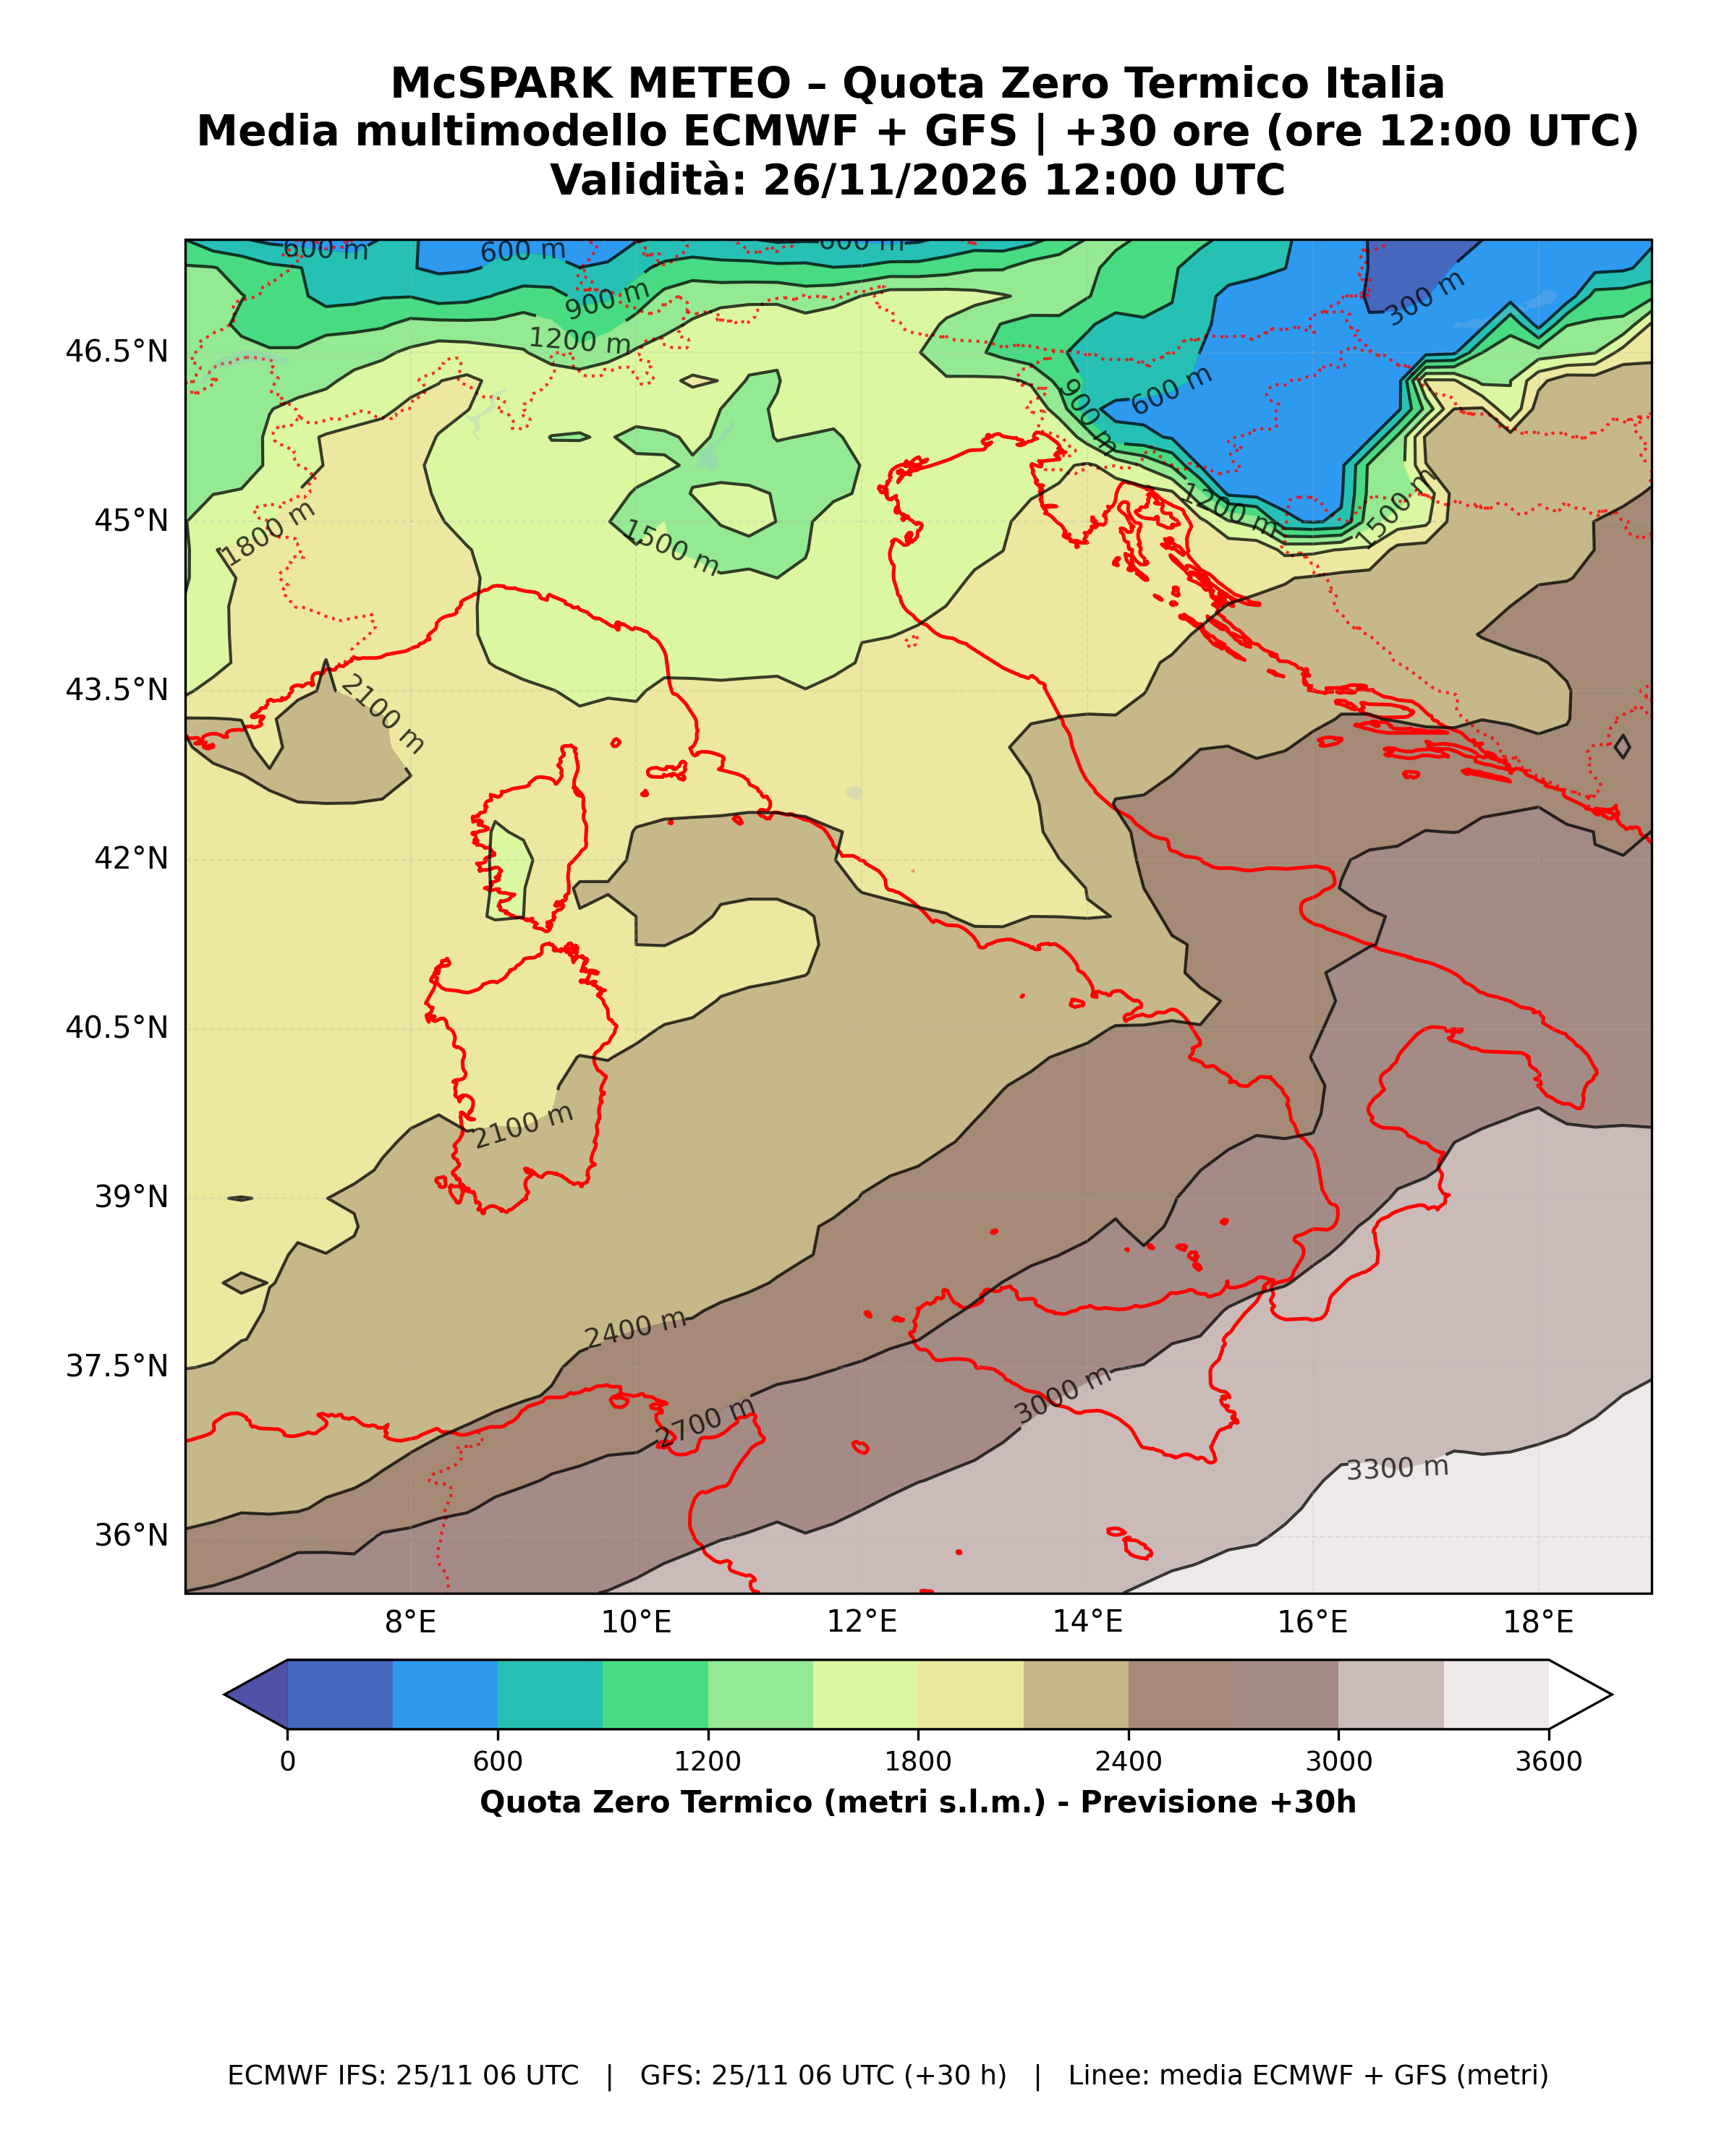 McSPARK METEO – Quota Zero Termico Italia
Media multimodello ECMWF + GFS | +30 ore (ore 12:00 UTC)
Validità: 26/11/2026 12:00 UTC
600 m
600 m
600 m
900 m
300 m
1200 m
46.5°N
600 m
900 m
1200 m
1500 m
45°N
1800 m
1500 m
43.5°N
2100 m
42°N
40.5°N
2100 m
39°N
2400 m
37.5°N
3000 m
2700 m
3300 m
36°N
8°E 10°E 12°E 14°E 16°E 18°E
0 600 1200 1800 2400 3000 3600
Quota Zero Termico (metri s.l.m.) - Previsione +30h
ECMWF IFS: 25/11 06 UTC | GFS: 25/11 06 UTC (+30 h) | Linee: media ECMWF + GFS (metri)